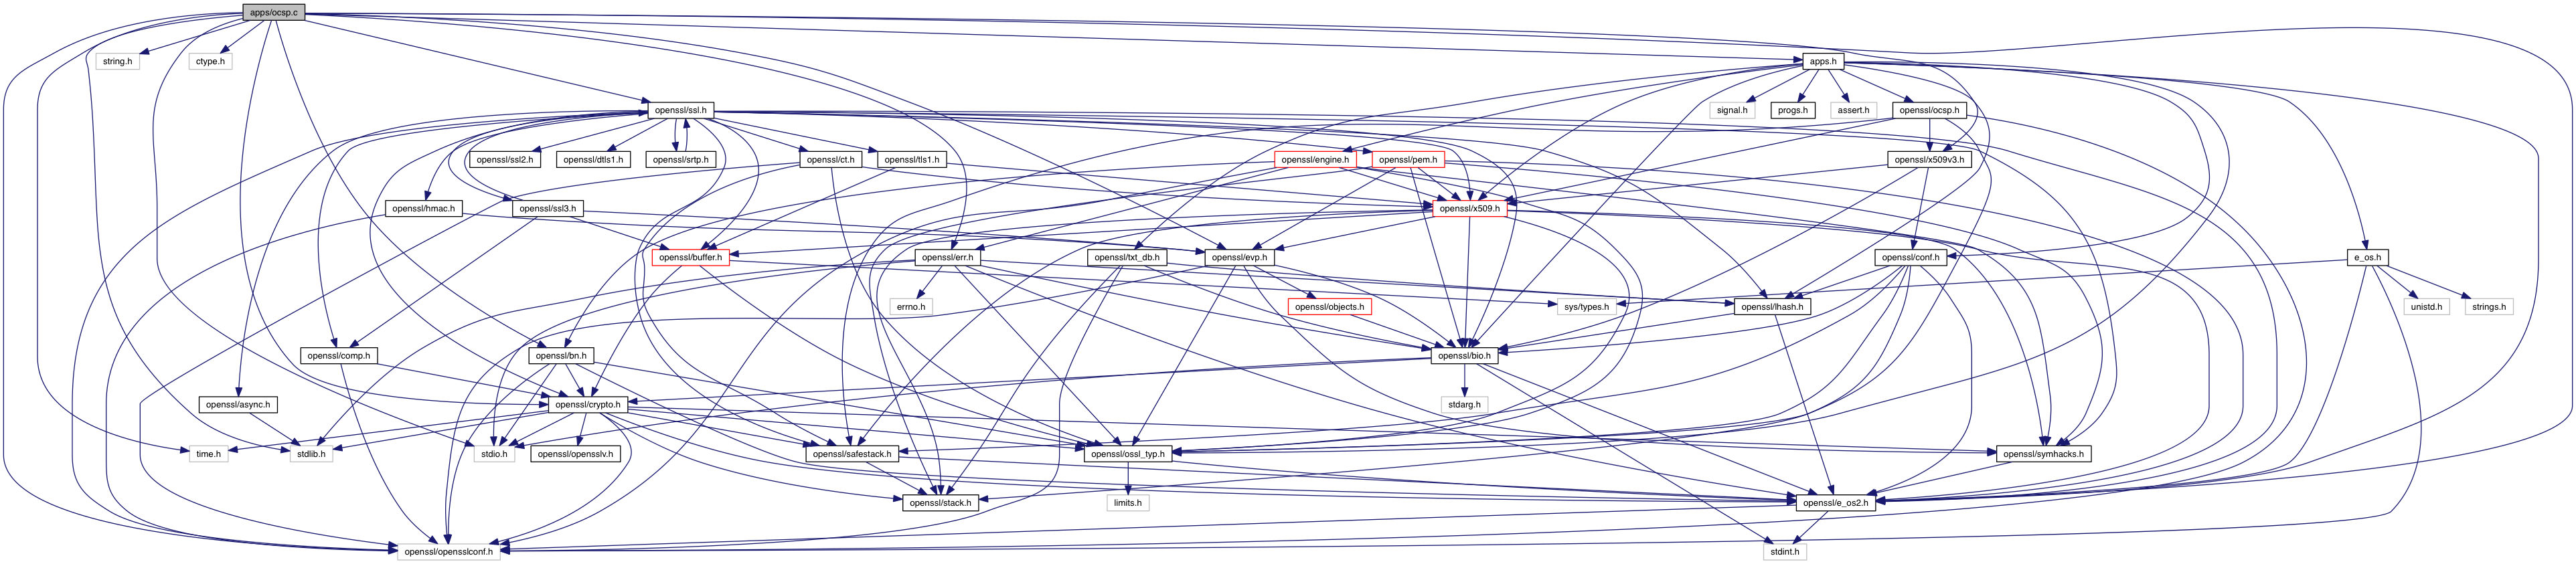 apps/ocsp.c
string.h
ctype.h
apps.h
openssl/ssl.h
signal.h
progs.h
assert.h
openssl/ocsp.h
openssl/ssl2.h
openssl/dtls1.h
openssl/srtp.h
openssl/ct.h
openssl/tls1.h
openssl/engine.h
openssl/pem.h
openssl/x509v3.h
openssl/hmac.h
openssl/ssl3.h
openssl/x509.h
openssl/buffer.h
openssl/err.h
openssl/txt_db.h
openssl/evp.h
openssl/conf.h
e_os.h
errno.h
openssl/objects.h
sys/types.h
openssl/lhash.h
unistd.h
strings.h
openssl/comp.h
openssl/bn.h
openssl/bio.h
openssl/async.h
openssl/crypto.h
stdarg.h
time.h
stdlib.h
stdio.h
openssl/opensslv.h
openssl/safestack.h
openssl/ossl_typ.h
openssl/symhacks.h
openssl/stack.h
limits.h
openssl/e_os2.h
openssl/opensslconf.h
stdint.h